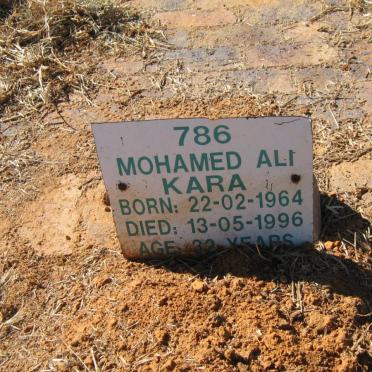 786
MOHAMED ALI
KARA
BORN: 22-02-1964
DIED: 13-05-1996
AGE: 32 YEARS